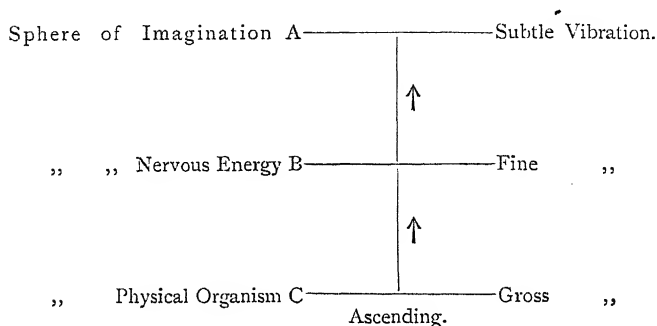 Sphere of Imagination A Subtle Vibration.
„ „ Nervous Energy B Fine „
„ Physical Organism C Gross „
Ascending.